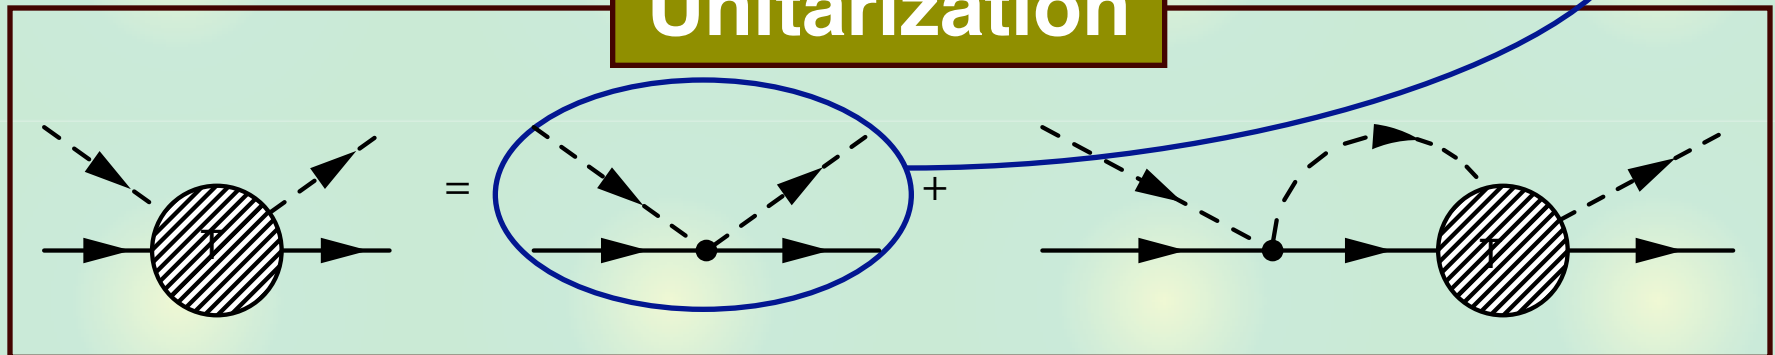 Unitarization
T = + T